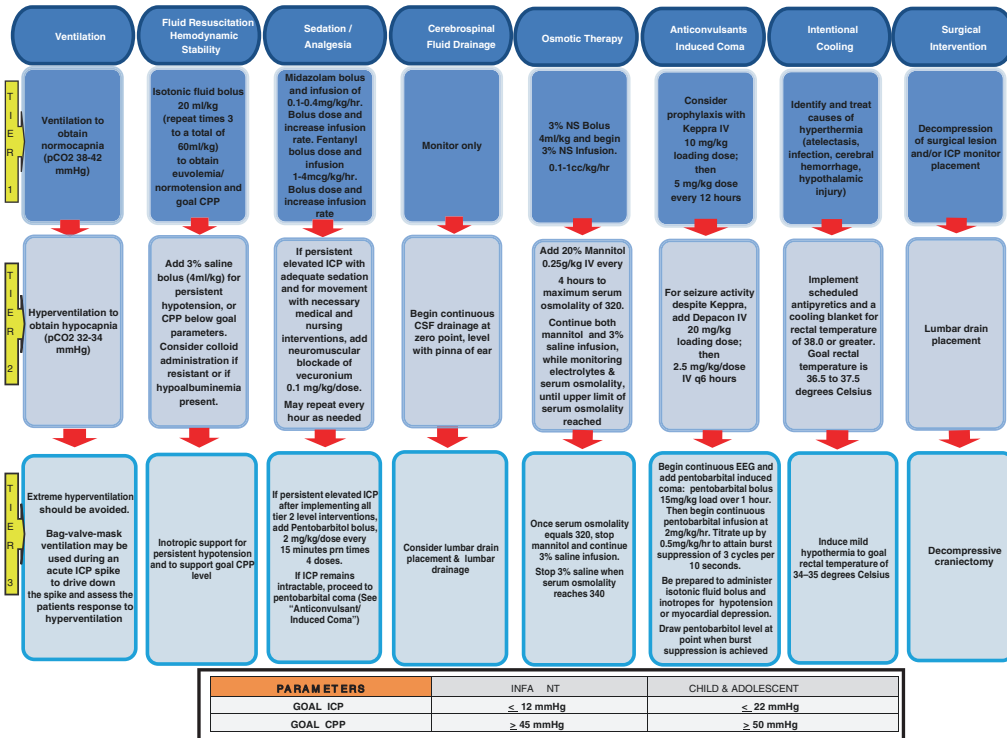 Ventilation
Fluid Resuscitation
Hemodynamic
Stability
Sedation /
Analgesia
Cerebrospinal
Fluid Drainage
Osmotic Therapy
Anticonvulsants
Induced Coma
Intentional
Cooling
Surgical
Intervention
T
I
E
R
1
Ventilation to
obtain
normocapnia
(pCO2 38-42
mmHg)
Isotonic fluid bolus
20 ml/kg
(repeat times 3
to a total of
60ml/kg)
to obtain
euvolemia/
normotension and
goal CPP
Midazolam bolus
and infusion of
0.1-0.4mg/kg/hr.
Bolus dose and
increase infusion
rate. Fentanyl
bolus dose and
infusion
1-4mcg/kg/hr.
Bolus dose and
increase infusion
rate
Monitor only
3% NS Bolus
4ml/kg and begin
3% NS Infusion.
0.1-1cc/kg/hr
Consider
prophylaxis with
Keppra IV
10 mg/kg
loading dose;
then
5 mg/kg dose
every 12 hours
Identify and treat
causes of
hyperthermia
(atelectasis,
infection, cerebral
hemorrhage,
hypothalamic
injury)
Decompression
of surgical lesion
and/or ICP monitor
placement
T
I
E
R
2
Hyperventilation to
obtain hypocapnia
(pCO2 32-34
mmHg)
Add 3% saline
bolus (4ml/kg) for
persistent
hypotension, or
CPP below goal
parameters.
Consider colloid
administration if
resistant or if
hypoalbuminemia
present.
If persistent
elevated ICP with
adequate sedation
and for movement
with necessary
medical and
nursing
interventions, add
neuromuscular
blockade of
vecuronium
0.1 mg/kg/dose.
May repeat every
hour as needed
Begin continuous
CSF drainage at
zero point, level
with pinna of ear
Add 20% Mannitol
0.25g/kg IV every
4 hours to
maximum serum
osmolality of 320.
Continue both
mannitol and 3%
saline infusion,
while monitoring
electrolytes &
serum osmolality,
until upper limit of
serum osmolality
reached
For seizure activity
despite Keppra,
add Depacon IV
20 mg/kg
loading dose;
then
2.5 mg/kg/dose
IV q6 hours
Implement
scheduled
antipyretics and a
cooling blanket for
rectal temperature
of 38.0 or greater.
Goal rectal
temperature is
36.5 to 37.5
degrees Celsius
Lumbar drain
placement
T
I
E
R
3
Extreme hyperventilation
should be avoided.
Bag-valve-mask
ventilation may be
used during an
acute ICP spike
to drive down
the spike and assess the
patients response to
hyperventilation
Inotropic support for
persistent hypotension
and to support goal CPP
level
If persistent elevated ICP
after implementing all
tier 2 level interventions,
add Pentobarbitol bolus,
2 mg/kg/dose every
15 minutes prn times
4 doses.
If ICP remains
intractable, proceed to
pentobarbital coma (See
"Anticonvulsant/
Induced Coma")
Consider lumbar drain
placement & lumbar
drainage
Once serum osmolality
equals 320, stop
mannitol and continue
3% saline infusion.
Stop 3% saline when
serum osmolality
reaches 340
Begin continuous EEG and
add pentobarbital induced
coma: pentobarbital bolus
15mg/kg load over 1 hour.
Then begin continuous
pentobarbital infusion at
2mg/kg/hr. Titrate up by
0.5mg/kg/hr to attain burst
suppression of 3 cycles per
10 seconds.
Be prepared to administer
isotonic fluid bolus and
inotropes for hypotension
or myocardial depression.
Draw pentobarbitol level at
point when burst
suppression is achieved
Induce mild
hypothermia to goal
rectal temperature of
34–35 degrees Celsius
Decompressive
craniectomy
PARAMETERS INFA NT CHILD & ADOLESCENT
GOAL ICP ≤ 12 mmHg ≤ 22 mmHg
GOAL CPP ≥ 45 mmHg ≥ 50 mmHg